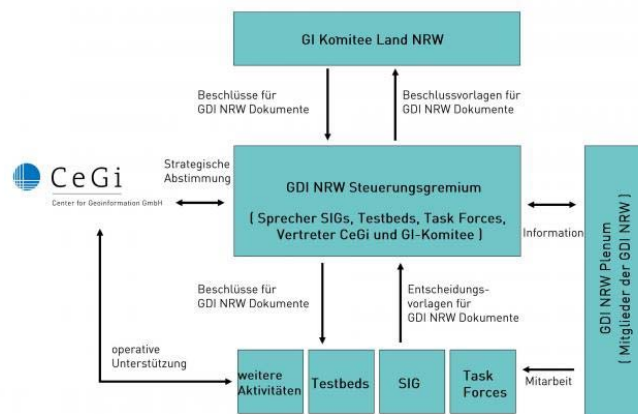 GI Komitee Land NRW
Beschlüsse für
GDI NRW Dokumente
Beschlussvorlagen für
GDI NRW Dokumente
CeGi
Center for Geoinformation GmbH
Strategische
Abstimmung
GDI NRW Steuerungsgremium
( Sprecher SIGs, Testbeds, Task Forces,
Vertreter CeGi und GI-Komitee )
Information
GDI NRW Plenum
( Mitglieder der GDI NRW )
Beschlüsse für
GDI NRW Dokumente
Entscheidungs-
vorlagen für
GDI NRW Dokumente
operative
Unterstützung
weitere
Aktivitäten
Testbeds
SIG
Task
Forces
Mitarbeit